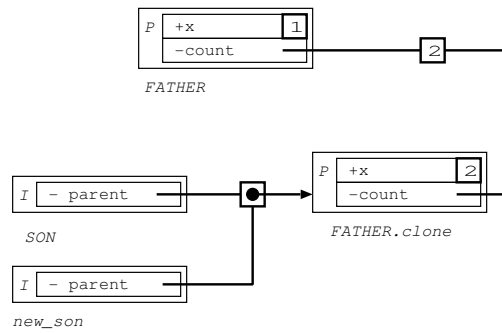 P +x 1
-count 2
FATHER
P +x 2
I - parent -count
SON FATHER.clone
I - parent
new_son